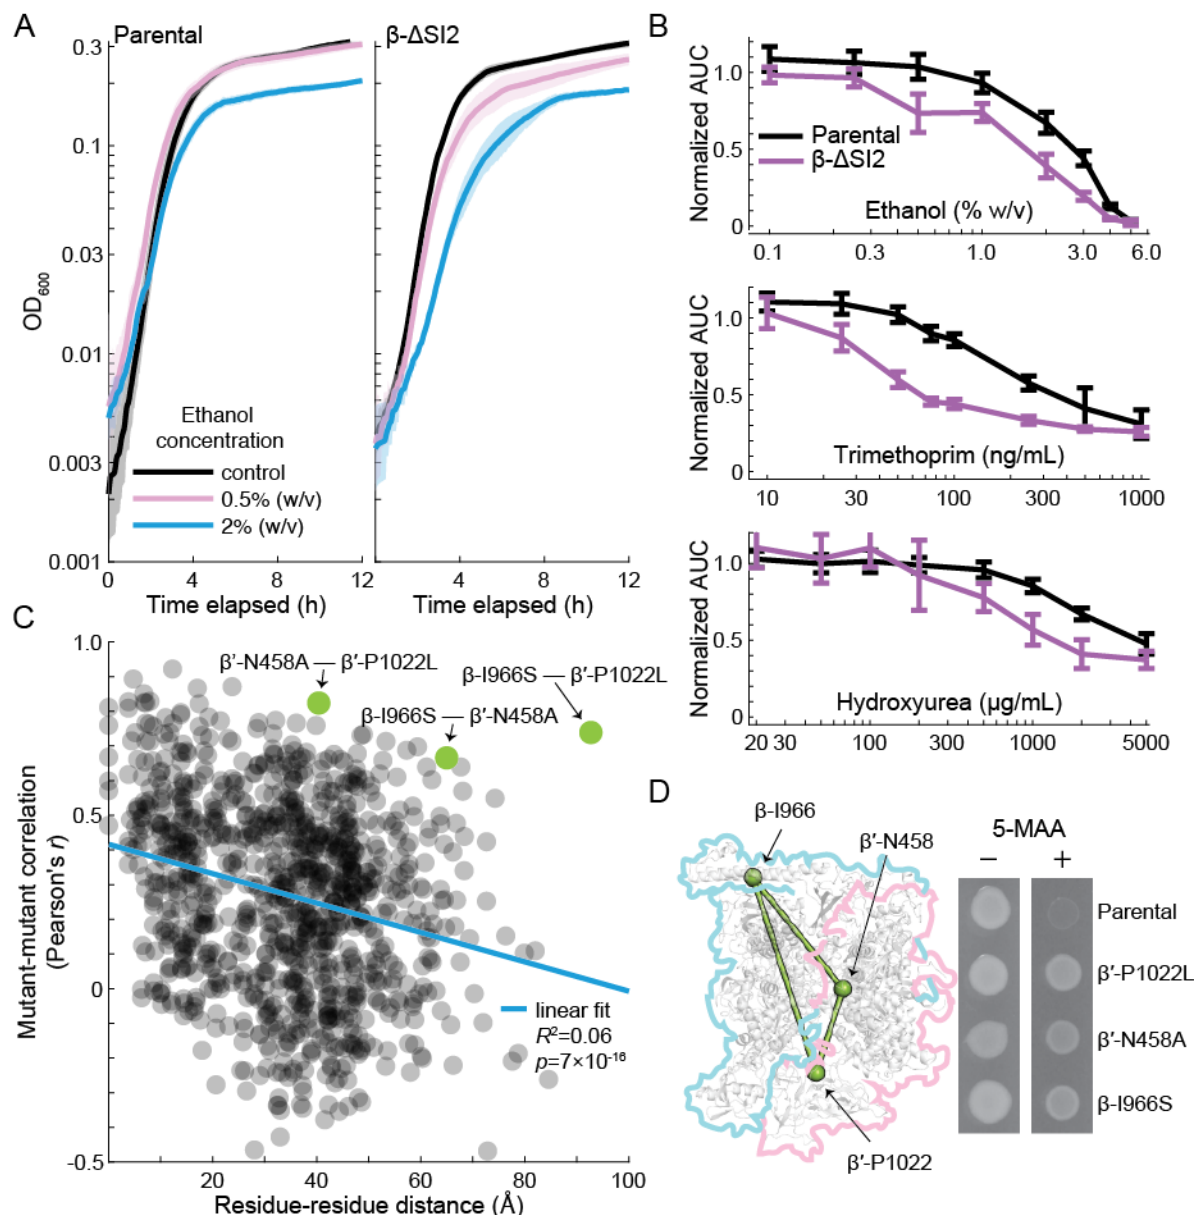 A
Parental
β-ΔSI2
0.3
0.1
0.03
0.01
0.003
0.001
OD600
Ethanol
concentration
control
0.5% (w/v)
2% (w/v)
0
4
8
12
4
8
12
Time elapsed (h)
Time elapsed (h)
B
Normalized AUC
1.0
0.5
0
Parental
β-ΔSI2
Ethanol (% w/v)
0.1
0.3
1.0
3.0
6.0
Normalized AUC
1.0
0.5
0
Trimethoprim (ng/mL)
10
30
100
300
1000
Normalized AUC
1.0
0.5
0
Hydroxyurea (µg/mL)
20 30
100
300
1000
5000
C
Mutant-mutant correlation
(Pearson's r)
1.0
0.5
0
-0.5
β'-N458A — β′-P1022L
β-I966S — β′-P1022L
β-I966S — β′-N458A
linear fit
R²=0.06
p=7×10⁻¹⁶
20
40
60
80
100
Residue-residue distance (Å)
D
β-I966
β′-N458
β′-P1022
5-MAA
− +
Parental
β′-P1022L
β′-N458A
β-I966S